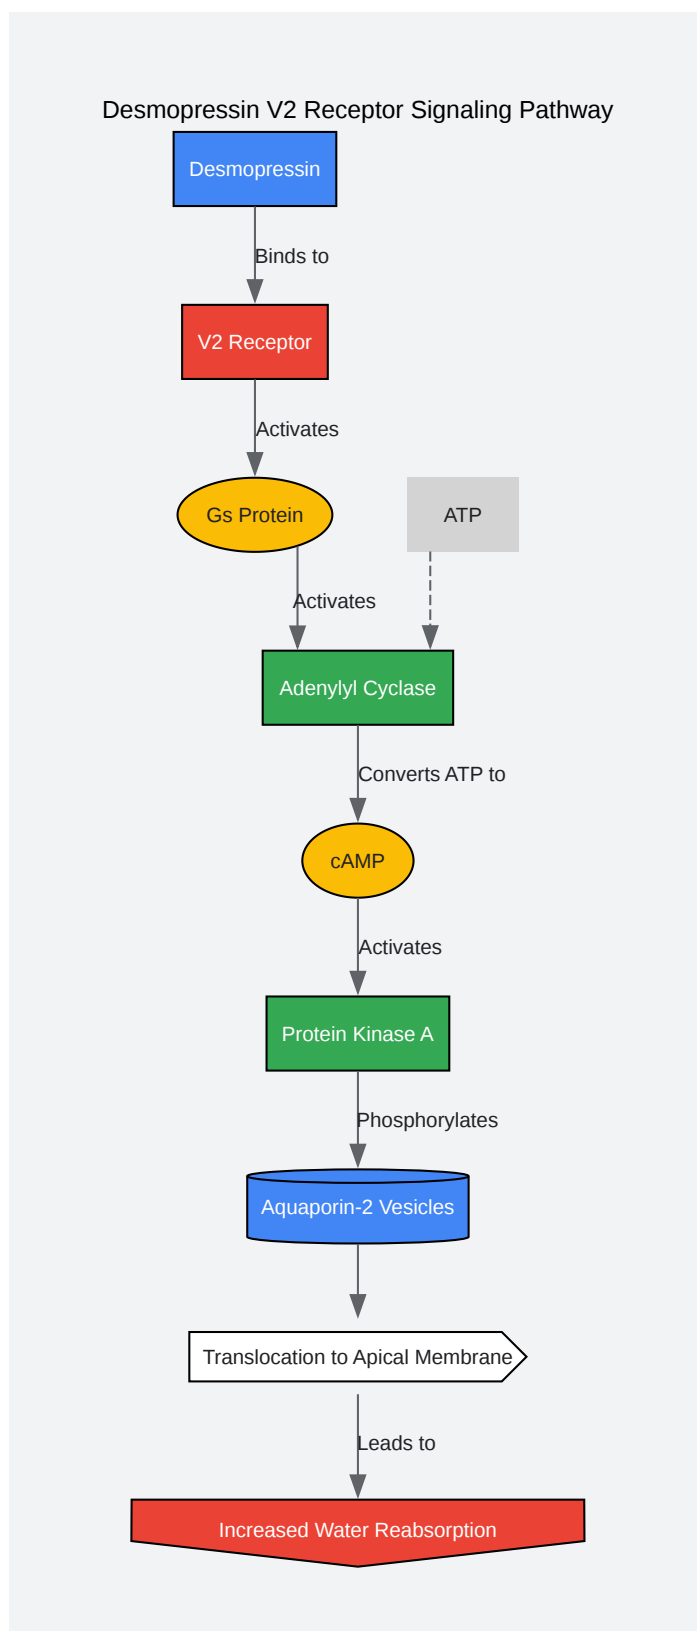 Desmopressin V2 Receptor Signaling Pathway
Desmopressin
Binds to
V2 Receptor
Activates
Gs Protein
ATP
Activates
Adenylyl Cyclase
Converts ATP to
cAMP
Activates
Protein Kinase A
Phosphorylates
Aquaporin-2 Vesicles
Translocation to Apical Membrane
Leads to
Increased Water Reabsorption